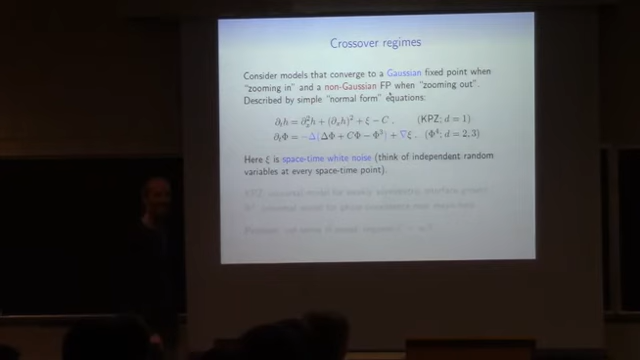 Crossover regimes
Consider models that converge to a Gaussian fixed point when
"zooming in" and a non-Gaussian FP when "zooming out".
Described by simple "normal form" equations:
∂ₜh = ∂ₓ²h + (∂ₓh)² + ξ − C , (KPZ; d = 1)
∂ₜΦ = −Δ(ΔΦ + CΦ − Φ³) + ∇ξ . (Φ⁴; d = 2, 3)
Here ξ is space-time white noise (think of independent random
variables at every space-time point).